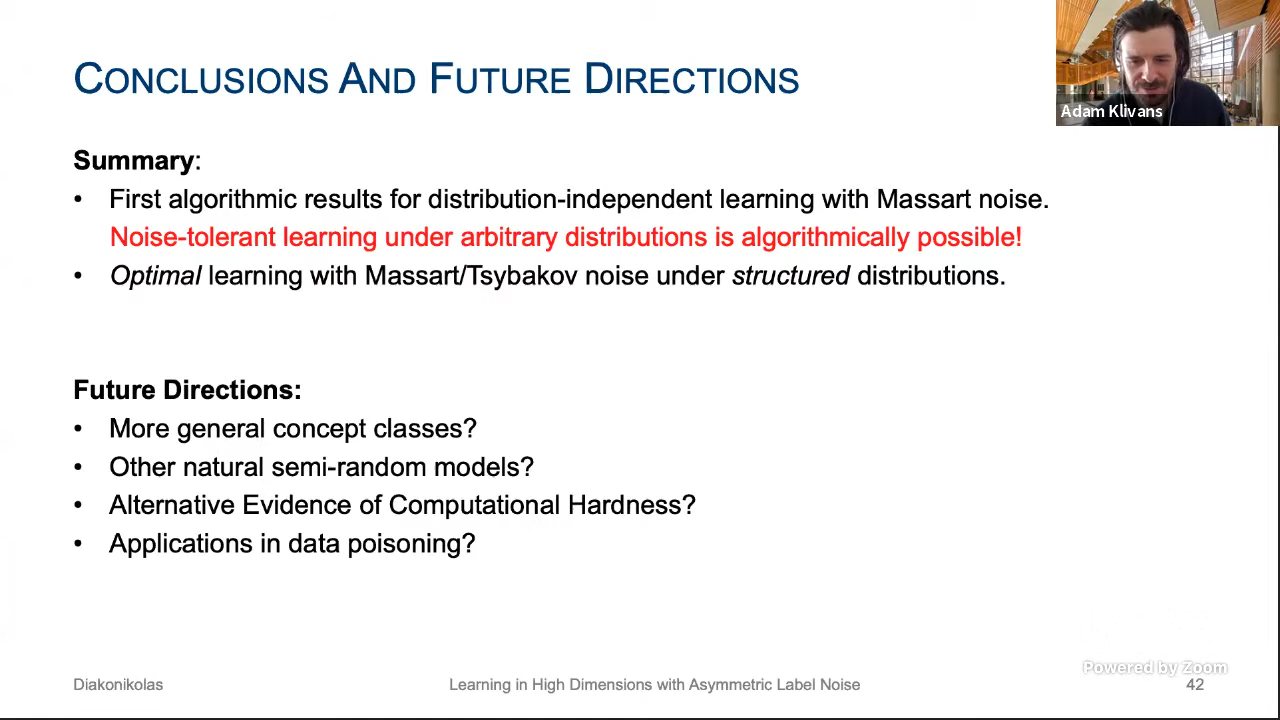 CONCLUSIONS AND FUTURE DIRECTIONS
Adam Klivans
Summary:
• First algorithmic results for distribution-independent learning with Massart noise.
Noise-tolerant learning under arbitrary distributions is algorithmically possible!
• Optimal learning with Massart/Tsybakov noise under structured distributions.
Future Directions:
• More general concept classes?
• Other natural semi-random models?
• Alternative Evidence of Computational Hardness?
• Applications in data poisoning?
Powered by Zoom
Diakonikolas
Learning in High Dimensions with Asymmetric Label Noise
42